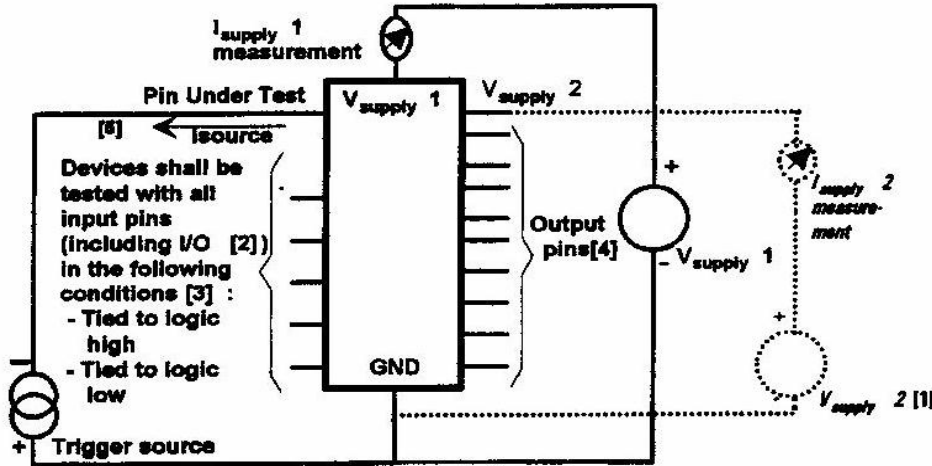 Isupply 1
measurement
Pin Under Test
Vsupply 1
Vsupply 2
[5]
Isource
Devices shall be
tested with all
input pins
(including I/O [2])
in the following
conditions [3] :
- Tied to logic
high
- Tied to logic
low
Output
pins[4]
+
-
Vsupply 1
Isupply 2
measure-
ment
+
-
Vsupply 2 [1]
GND
-
+
Trigger source